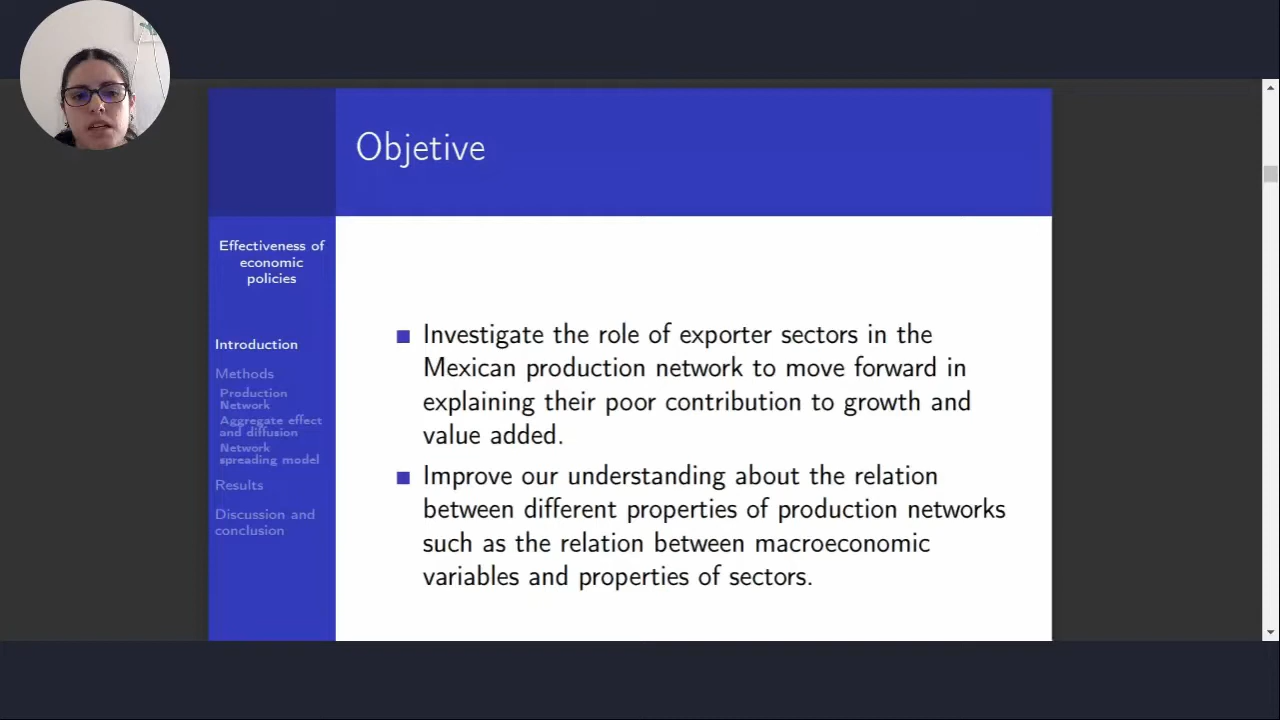 Objetive
Effectiveness of
economic
policies
Introduction
Methods
Production
Network
Aggregate effect
and diffusion
Network
spreading model
Results
Discussion and
conclusion
Investigate the role of exporter sectors in the
Mexican production network to move forward in
explaining their poor contribution to growth and
value added.
Improve our understanding about the relation
between different properties of production networks
such as the relation between macroeconomic
variables and properties of sectors.